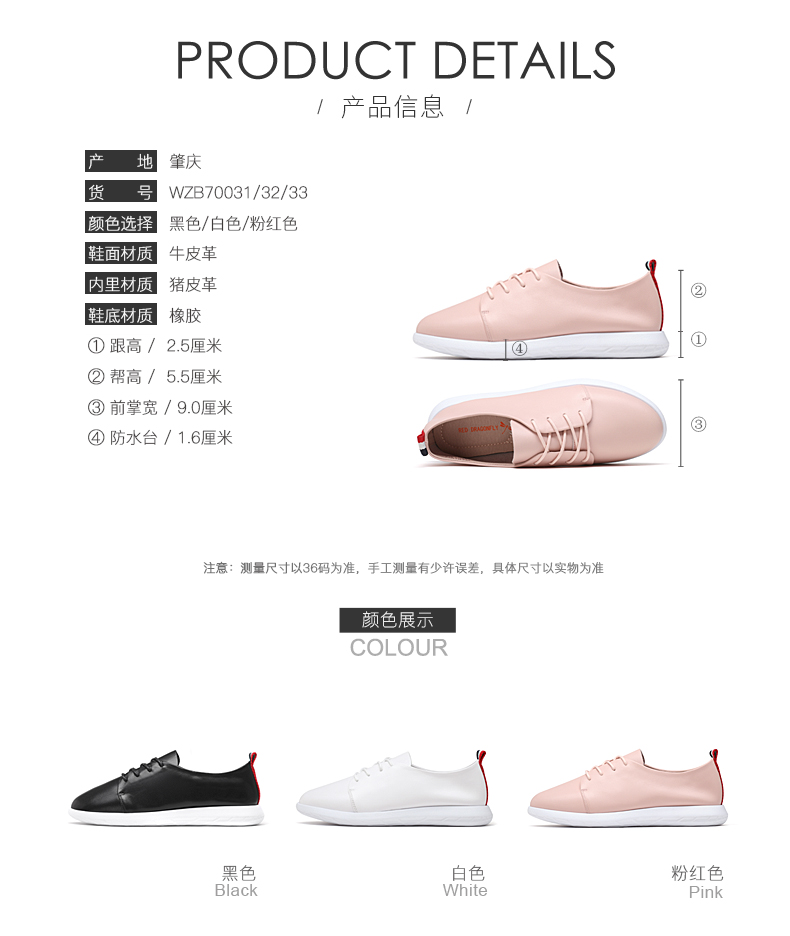 PRODUCT DETAILS
/ 产品信息 /
产 地 肇庆
货 号 WZB70031/32/33
颜色选择 黑色/白色/粉红色
鞋面材质 牛皮革
内里材质 猪皮革
鞋底材质 橡胶
① 跟高 / 2.5厘米
② 帮高 / 5.5厘米
③ 前掌宽 / 9.0厘米
④ 防水台 / 1.6厘米
②
①
④
③
RED DRAGONFLY
注意：测量尺寸以36码为准，手工测量有少许误差，具体尺寸以实物为准
颜色展示
COLOUR
黑色
Black
白色
White
粉红色
Pink